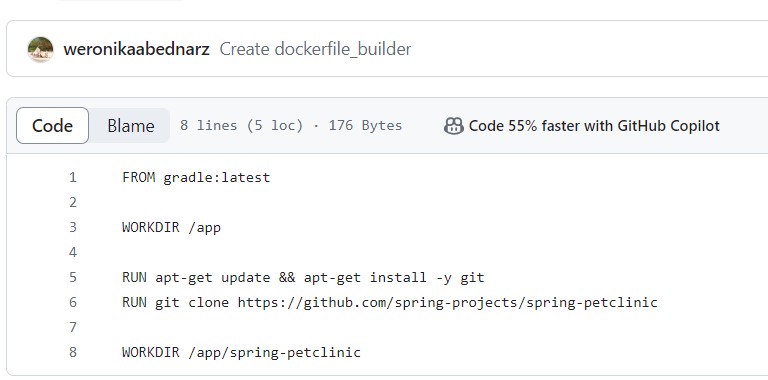 weronikaabednarz Create dockerfile_builder
Code Blame 8 lines (5 loc) · 176 Bytes Code 55% faster with GitHub Copilot
1 FROM gradle:latest
2
3 WORKDIR /app
4
5 RUN apt-get update && apt-get install -y git
6 RUN git clone https://github.com/spring-projects/spring-petclinic
7
8 WORKDIR /app/spring-petclinic